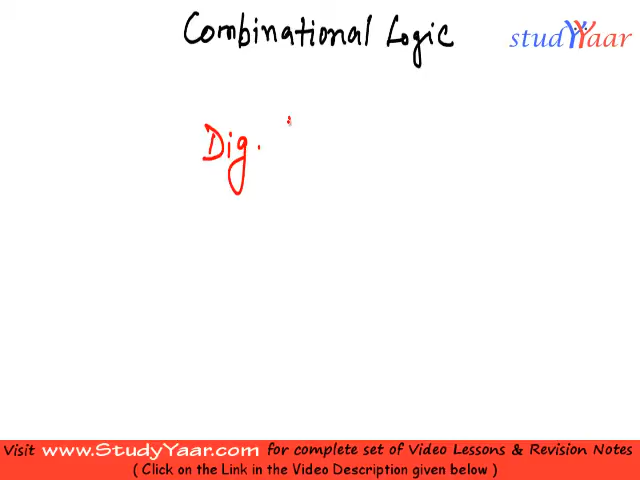 Combinational Logic
studYYaar
Dig.
Visit www.StudyYaar.com for complete set of Video Lessons & Revision Notes
( Click on the Link in the Video Description given below )